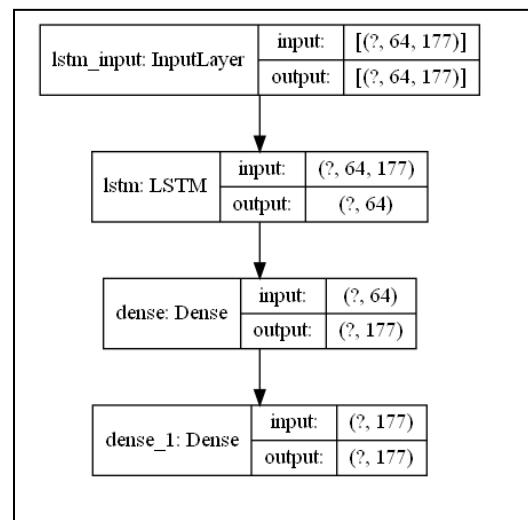 lstm_input: InputLayer
input: [(?, 64, 177)]
output: [(?, 64, 177)]
lstm: LSTM
input: (?, 64, 177)
output: (?, 64)
dense: Dense
input: (?, 64)
output: (?, 177)
dense_1: Dense
input: (?, 177)
output: (?, 177)